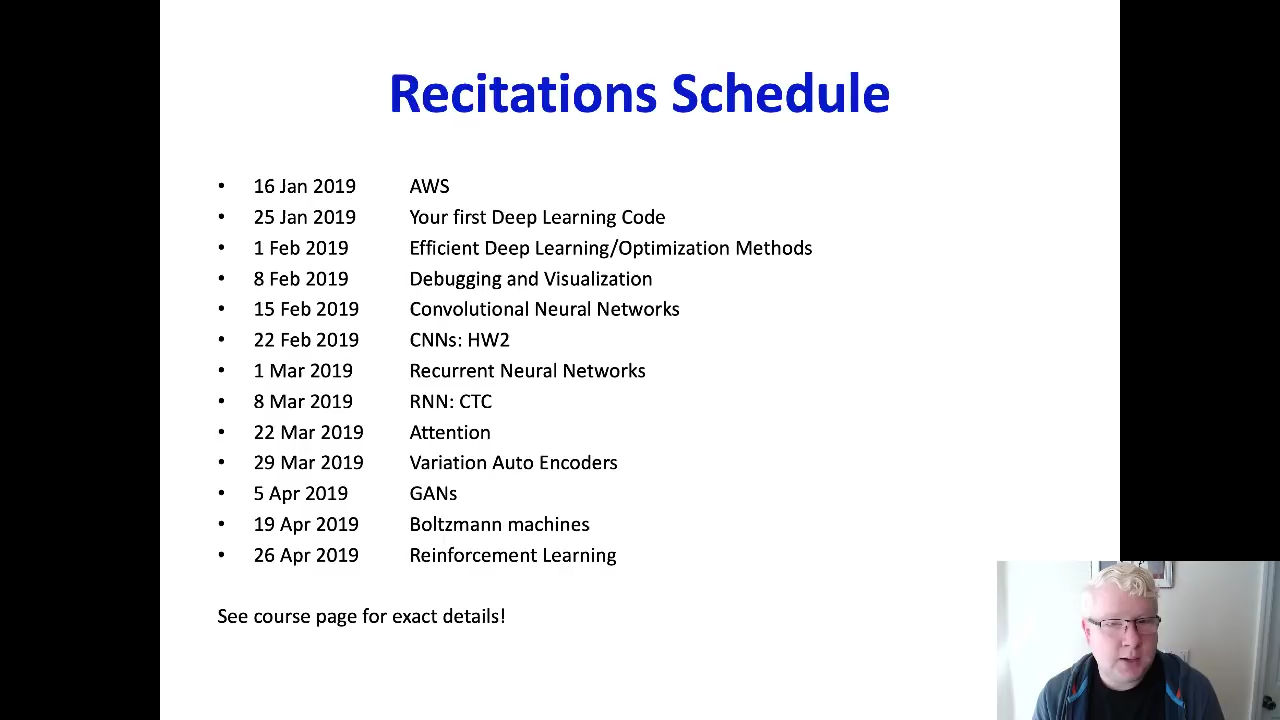 Recitations Schedule
• 16 Jan 2019 AWS
• 25 Jan 2019 Your first Deep Learning Code
• 1 Feb 2019 Efficient Deep Learning/Optimization Methods
• 8 Feb 2019 Debugging and Visualization
• 15 Feb 2019 Convolutional Neural Networks
• 22 Feb 2019 CNNs: HW2
• 1 Mar 2019 Recurrent Neural Networks
• 8 Mar 2019 RNN: CTC
• 22 Mar 2019 Attention
• 29 Mar 2019 Variation Auto Encoders
• 5 Apr 2019 GANs
• 19 Apr 2019 Boltzmann machines
• 26 Apr 2019 Reinforcement Learning
See course page for exact details!